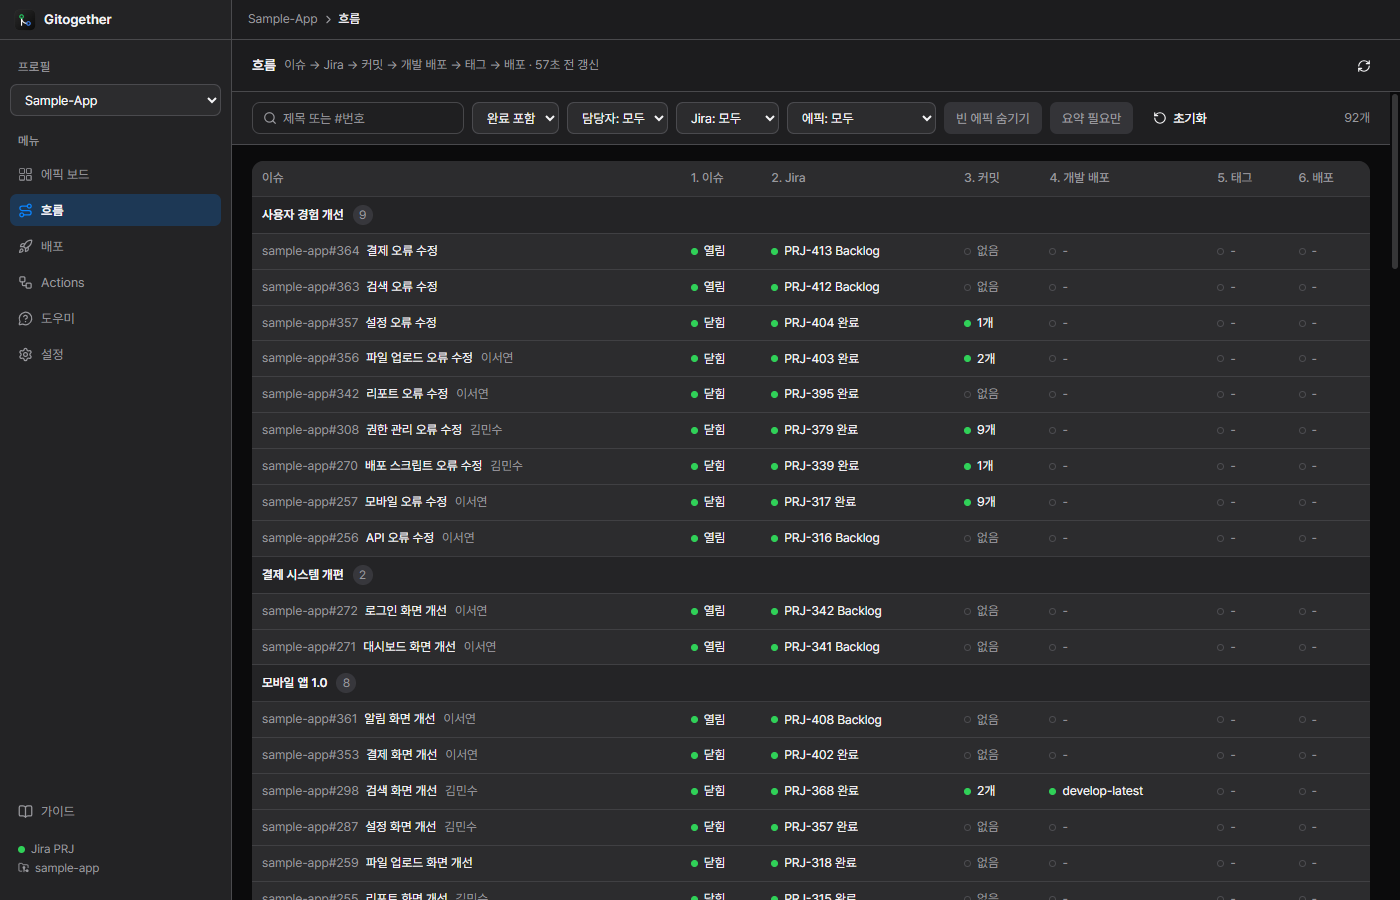 Gitogether
Sample-App > 흐름
프로필
Sample-App
메뉴
에픽 보드
흐름
배포
Actions
도우미
설정
가이드
Jira PRJ
sample-app
흐름 이슈 → Jira → 커밋 → 개발 배포 → 태그 → 배포 · 57초 전 갱신
제목 또는 #번호 완료 포함 담당자: 모두 Jira: 모두 에픽: 모두 빈 에픽 숨기기 요약 필요만 초기화 92개
이슈 1. 이슈 2. Jira 3. 커밋 4. 개발 배포 5. 태그 6. 배포
사용자 경험 개선 9
sample-app#364 결제 오류 수정 열림 PRJ-413 Backlog 없음 - - -
sample-app#363 검색 오류 수정 열림 PRJ-412 Backlog 없음 - - -
sample-app#357 설정 오류 수정 닫힘 PRJ-404 완료 1개 - - -
sample-app#356 파일 업로드 오류 수정 이서연 닫힘 PRJ-403 완료 2개 - - -
sample-app#342 리포트 오류 수정 이서연 닫힘 PRJ-395 완료 없음 - - -
sample-app#308 권한 관리 오류 수정 김민수 닫힘 PRJ-379 완료 9개 - - -
sample-app#270 배포 스크립트 오류 수정 김민수 닫힘 PRJ-339 완료 1개 - - -
sample-app#257 모바일 오류 수정 이서연 닫힘 PRJ-317 완료 9개 - - -
sample-app#256 API 오류 수정 이서연 열림 PRJ-316 Backlog 없음 - - -
결제 시스템 개편 2
sample-app#272 로그인 화면 개선 이서연 열림 PRJ-342 Backlog 없음 - - -
sample-app#271 대시보드 화면 개선 이서연 열림 PRJ-341 Backlog 없음 - - -
모바일 앱 1.0 8
sample-app#361 알림 화면 개선 이서연 열림 PRJ-408 Backlog 없음 - - -
sample-app#353 결제 화면 개선 이서연 닫힘 PRJ-402 완료 없음 - - -
sample-app#298 검색 화면 개선 김민수 닫힘 PRJ-368 완료 2개 develop-latest - -
sample-app#287 설정 화면 개선 김민수 닫힘 PRJ-357 완료 없음 - - -
sample-app#259 파일 업로드 화면 개선 닫힘 PRJ-318 완료 없음 - - -
sample-app#255 리포트 화면 개선 김민수 닫힘 PRJ-315 완료 없음 - - -